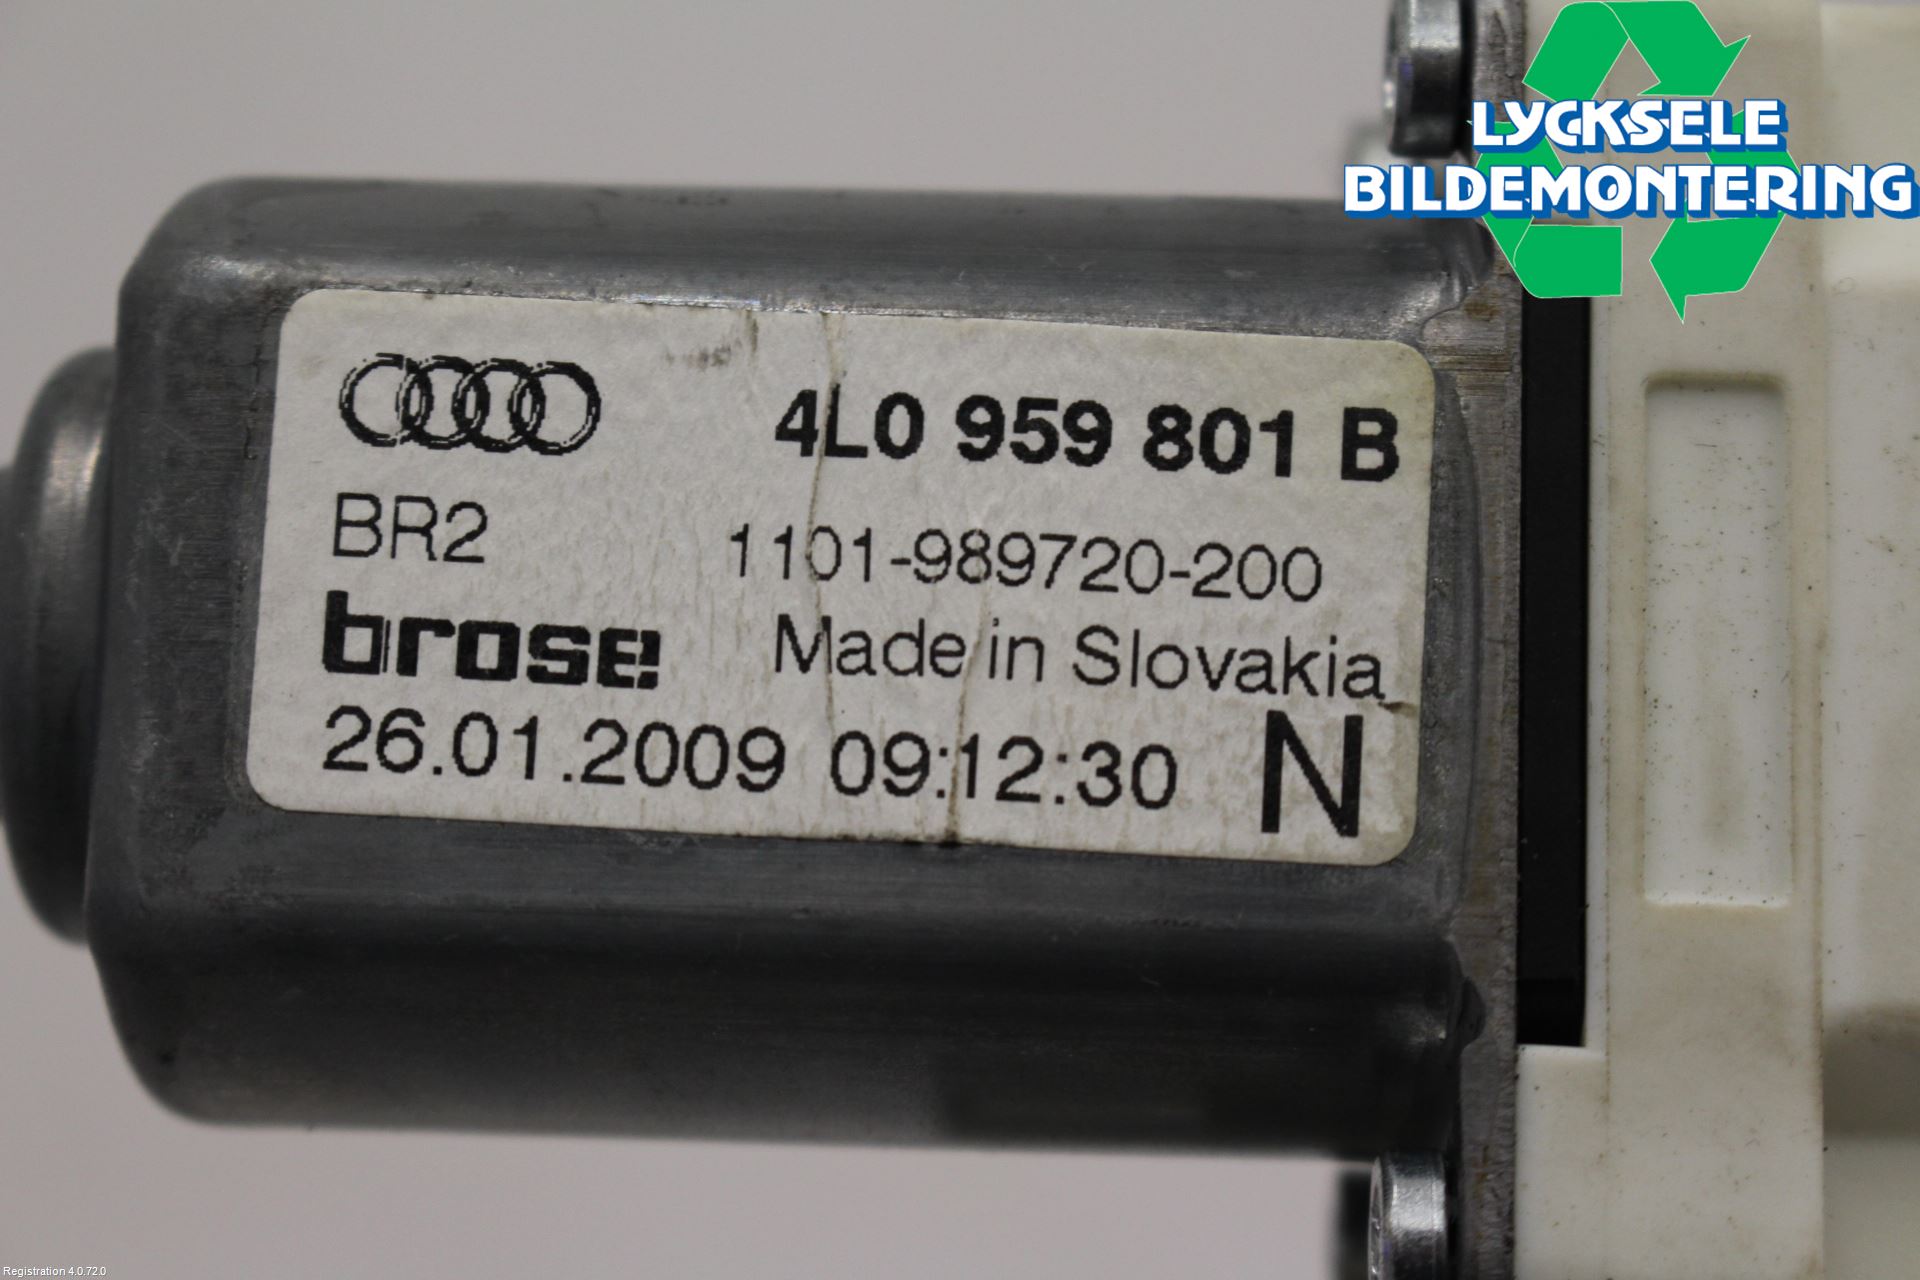 LYCKSELE
BILDEMONTERING
4L0 959 801 B
BR2 1101-989720-200
brose Made in Slovakia
26.01.2009 09:12:30 N
Registration 4.0.72.0